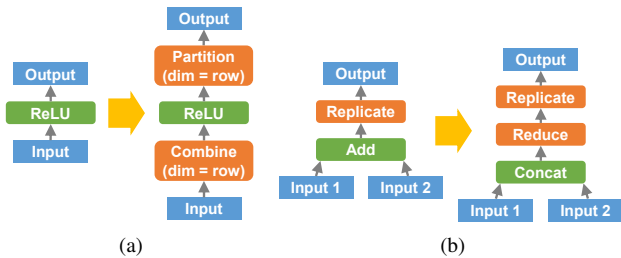 Output
ReLU
Input
Output
Partition
(dim = row)
ReLU
Combine
(dim = row)
Input
(a)
Output
Replicate
Add
Input 1 Input 2
Output
Replicate
Reduce
Concat
Input 1 Input 2
(b)